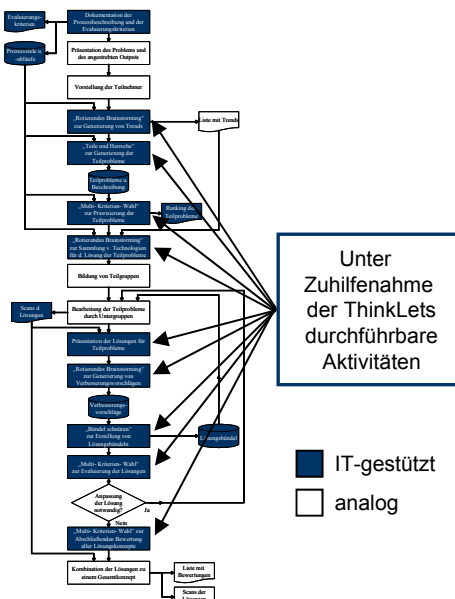 Evaluierungs-
kriterien
Dokumentation der
Prozessbeschreibung und der
Evaluierungskriterien
Prozessziele u.
-abläufe
Präsentation des Problems und
des angestrebten Outputs
Vorstellung der Teilnehmer
„Rotierendes Brainstorming“
zur Generierung von Trends
Liste mit Trends
„Teile und Herrsche“
zur Generierung der
Teilprobleme
Teilprobleme u.
Beschreibung
„Multi- Kriterien- Wahl“
zur Priorisierung der
Teilprobleme
Ranking der
Teilprobleme
„Rotierendes Brainstorming“
zur Sammlung v. Technologien
für d. Lösung der Teilprobleme
Bildung von Teilgruppen
Scans d.
Lösungen
Bearbeitung der Teilprobleme
durch Untergruppen
Präsentation der Lösungen für
Teilprobleme
„Rotierendes Brainstorming“
zur Generierung von
Verbesserungsvorschlägen
Verbesserungs-
vorschläge
„Bündel schnüren“
zur Erstellung von
Lösungsbündeln
Lösungsbündel
„Multi- Kriterien- Wahl“
zur Evaluierung der Lösungen
Anpassung
der Lösung
notwendig?
Ja
Nein
„Multi- Kriterien- Wahl“ zur
Abschließenden Bewertung
aller Lösungskonzepte
Kombination der Lösungen zu
einem Gesamtkonzept
Liste mit
Bewertungen
Scans der
Lösungen
Unter
Zuhilfenahme
der ThinkLets
durchführbare
Aktivitäten
IT-gestützt
analog